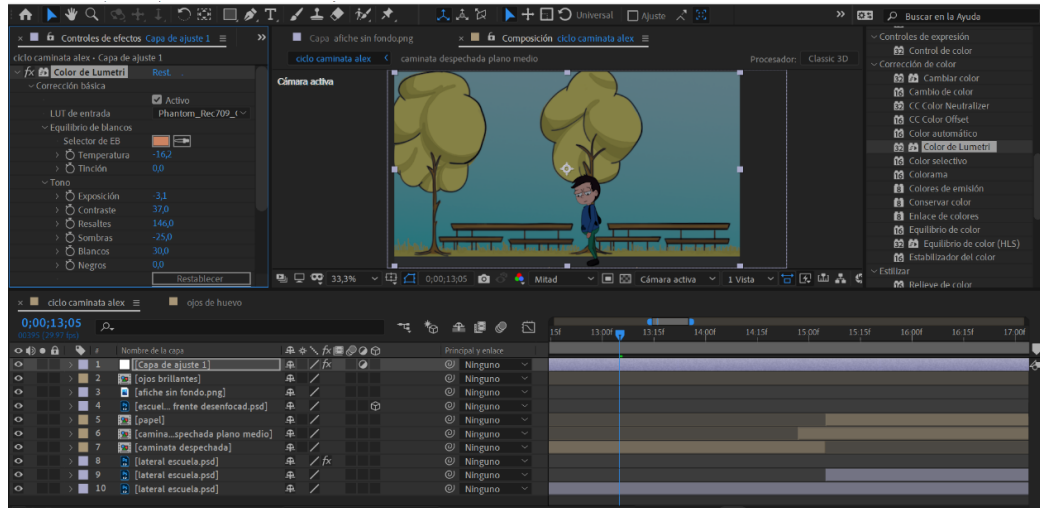 Universal
Ajuste
Buscar en la Ayuda
Controles de efectos Capa de ajuste 1
Capa afiche sin fondo.png
Composición ciclo caminata alex
ciclo caminata alex • Capa de ajuste 1
fx Color de Lumetri Rest.
Corrección básica
Activo
LUT de entrada Phantom_Rec709_
Equilibrio de blancos
Selector de EB
Temperatura -16,2
Tinción 0,0
Tono
Exposición -3,1
Contraste 37,0
Resaltes 146,0
Sombras -25,0
Blancos 30,0
Negros 0,0
Restablecer
ciclo caminata alex caminata despechada plano medio
Procesador: Classic 3D
Cámara activa
33,3% 0;00;13;05 Mitad Cámara activa 1 Vista
Controles de expresión
Control de color
Corrección de color
Cambiar color
Cambio de color
CC Color Neutralizer
CC Color Offset
Color automático
Color de Lumetri
Color selectivo
Colorama
Colores de emisión
Conservar color
Enlace de colores
Equilibrio de color
Equilibrio de color (HLS)
Estabilizador del color
Estilizar
Relieve de color
ciclo caminata alex ojos de huevo
0;00;13;05
00395 (29.97 fps)
15f 13:00f 13:15f 14:00f 14:15f 15:00f 15:15f 16:00f 16:15f 17:00f
# Nombre de la capa Principal y enlace
1 [Capa de ajuste 1] fx Ninguno
2 [ojos brillantes] Ninguno
3 [afiche sin fondo.png] Ninguno
4 [escuel... frente desenfocad.psd] Ninguno
5 [papel] Ninguno
6 [camina...spechada plano medio] Ninguno
7 [caminata despechada] Ninguno
8 [lateral escuela.psd] fx Ninguno
9 [lateral escuela.psd] Ninguno
10 [lateral escuela.psd] Ninguno